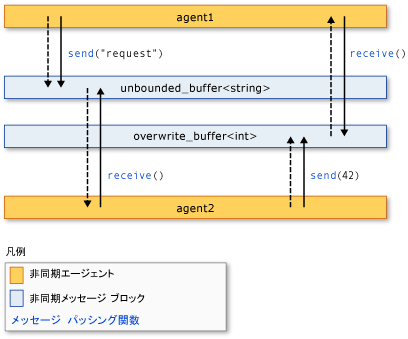 agent1
send("request")
receive()
unbounded_buffer<string>
overwrite_buffer<int>
receive()
send(42)
agent2
凡例
非同期エージェント
非同期メッセージ ブロック
メッセージ パッシング関数